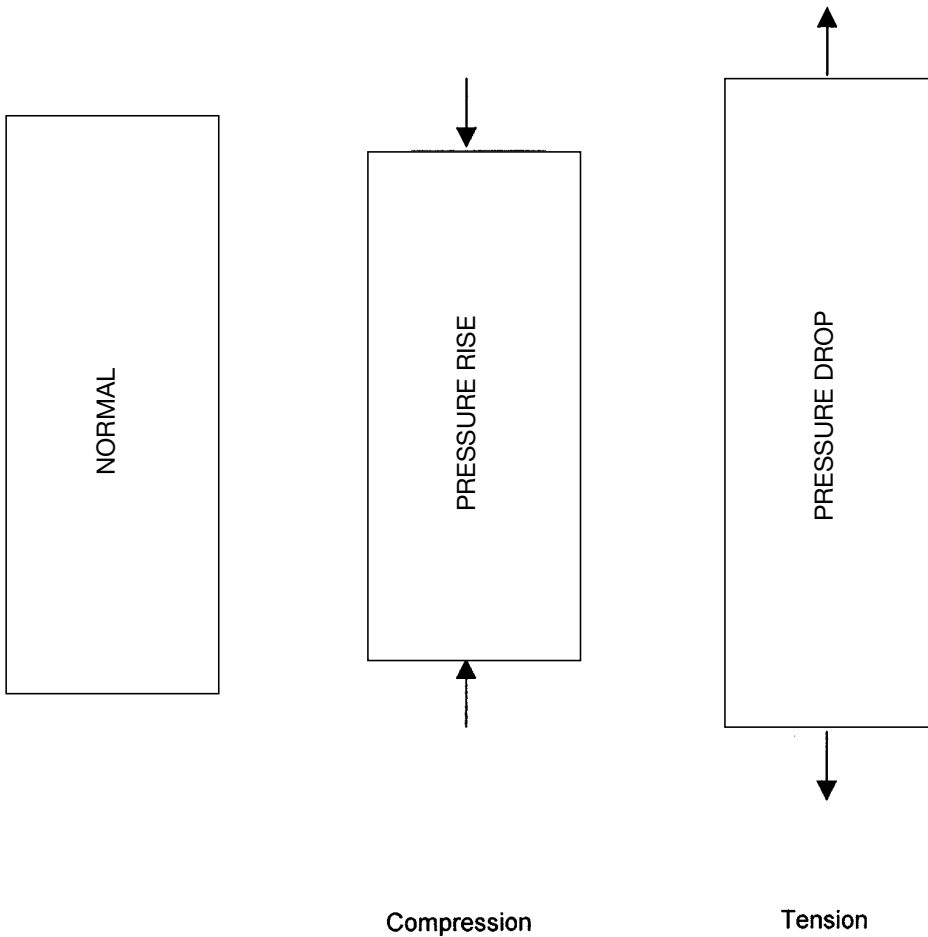 NORMAL
PRESSURE RISE
PRESSURE DROP
Compression
Tension